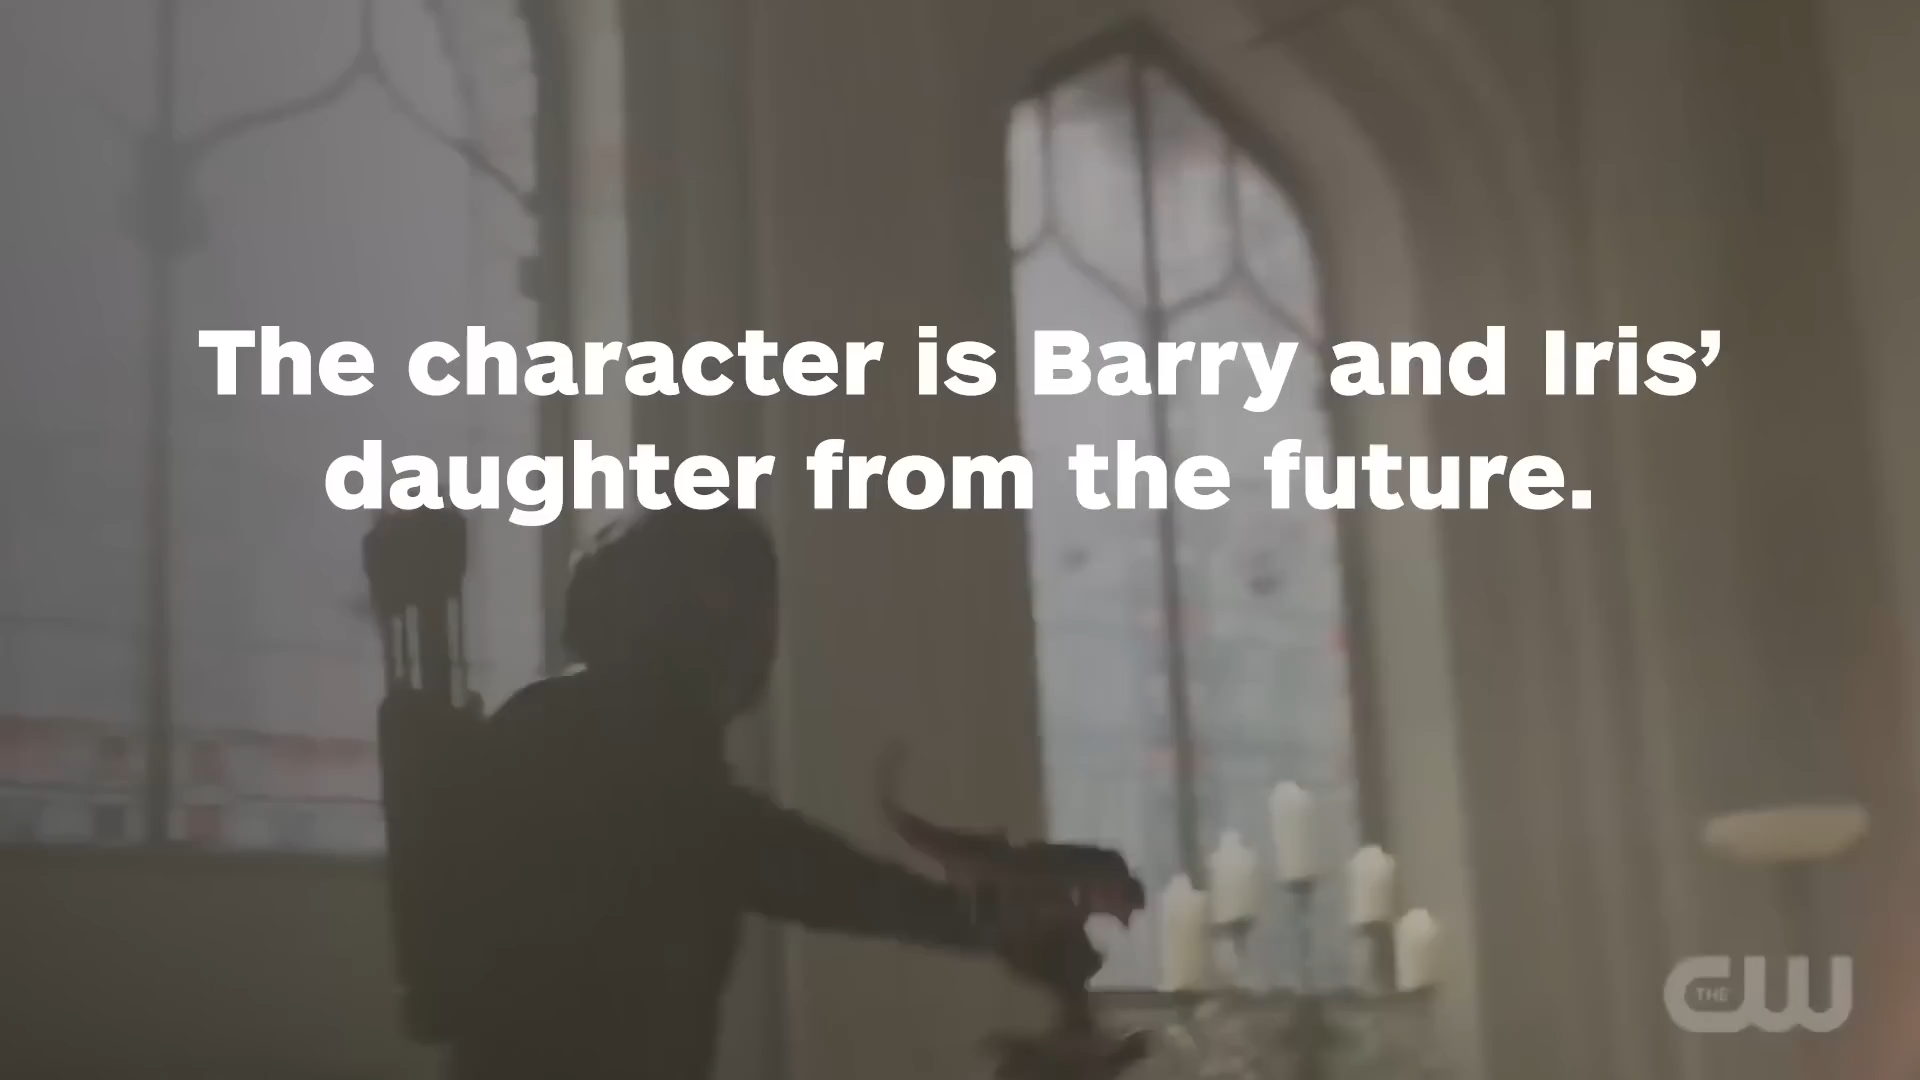 The character is Barry and Iris’
daughter from the future.
THE CW